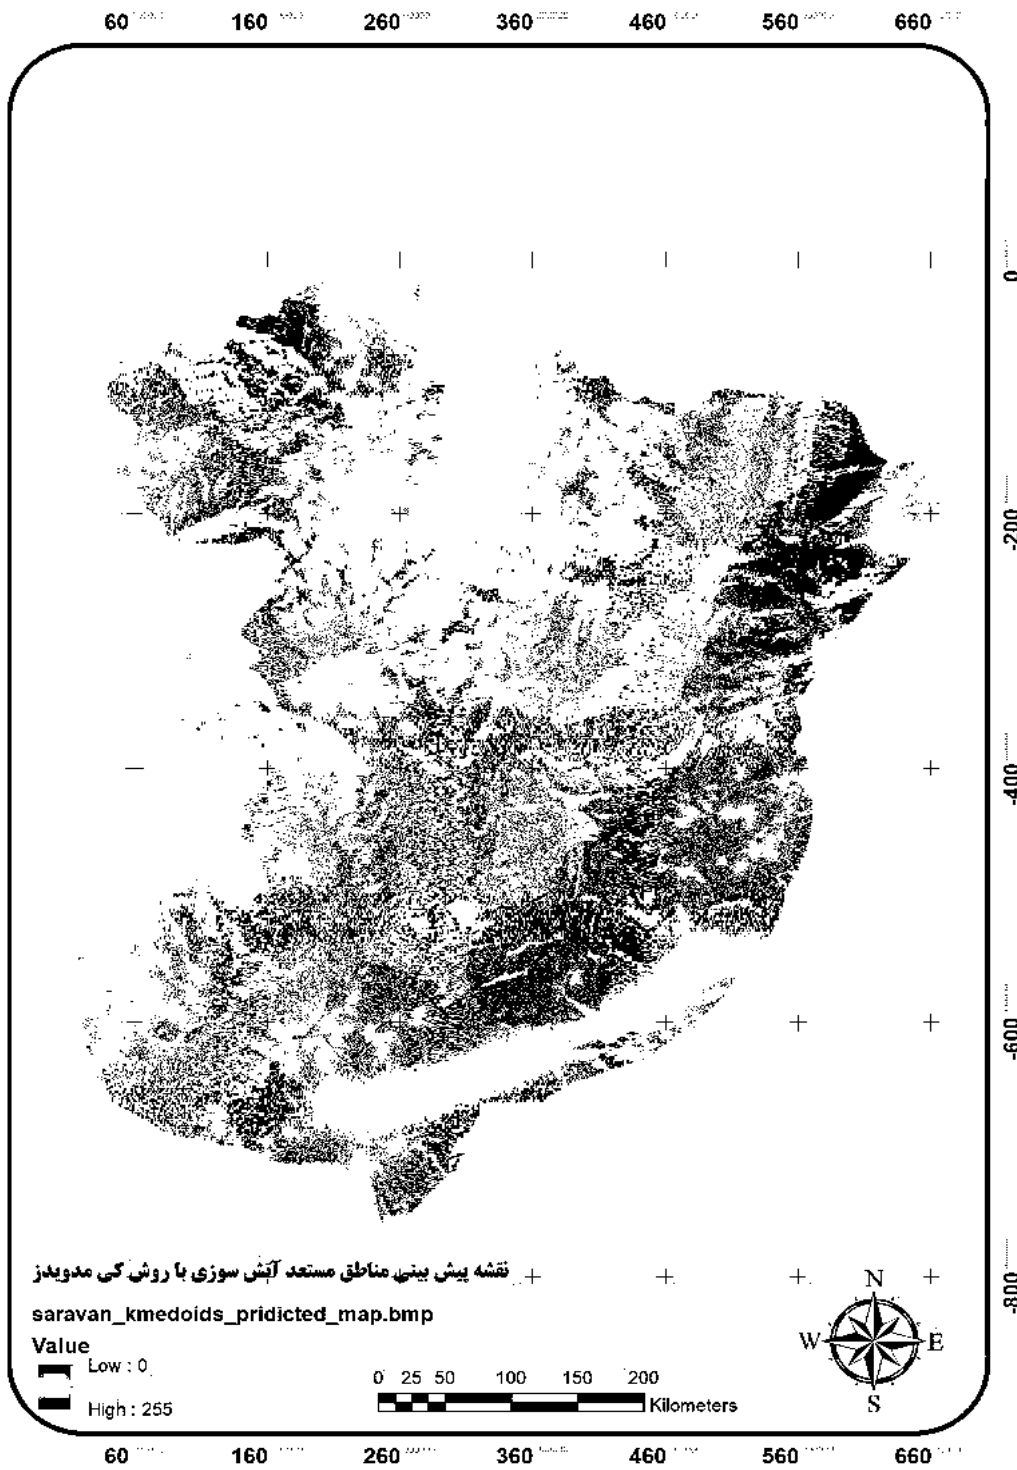 60 160 260 360 460 560 660
0
-200
-400
-600
-800
نقشه پیش بینی مناطق مستعد آتش سوزی با روش کی مدویدز
saravan_kmedoids_pridicted_map.bmp
Value
Low : 0
High : 255
0 25 50 100 150 200
Kilometers
N
W E
S
60 160 260 360 460 560 660